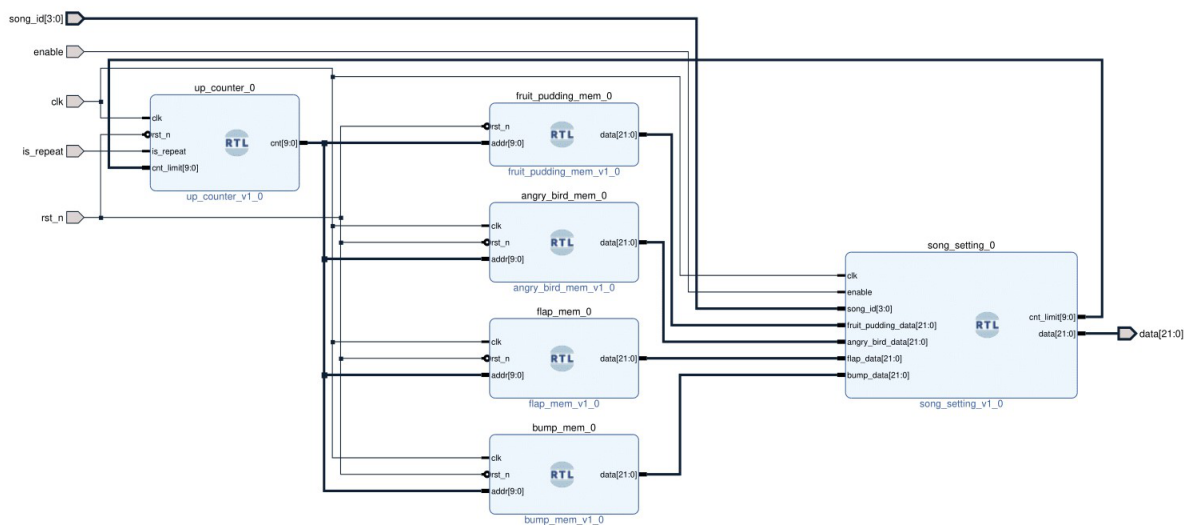 song_id[3:0]
enable
clk
is_repeat
rst_n
up_counter_0
clk
rst_n
is_repeat
cnt_limit[9:0]
RTL
cnt[9:0]
up_counter_v1_0
fruit_pudding_mem_0
rst_n
addr[9:0]
RTL
data[21:0]
fruit_pudding_mem_v1_0
angry_bird_mem_0
clk
rst_n
addr[9:0]
RTL
data[21:0]
angry_bird_mem_v1_0
flap_mem_0
clk
rst_n
addr[9:0]
RTL
data[21:0]
flap_mem_v1_0
bump_mem_0
clk
rst_n
addr[9:0]
RTL
data[21:0]
bump_mem_v1_0
song_setting_0
clk
enable
song_id[3:0]
fruit_pudding_data[21:0]
angry_bird_data[21:0]
flap_data[21:0]
bump_data[21:0]
RTL
cnt_limit[9:0]
data[21:0]
song_setting_v1_0
data[21:0]